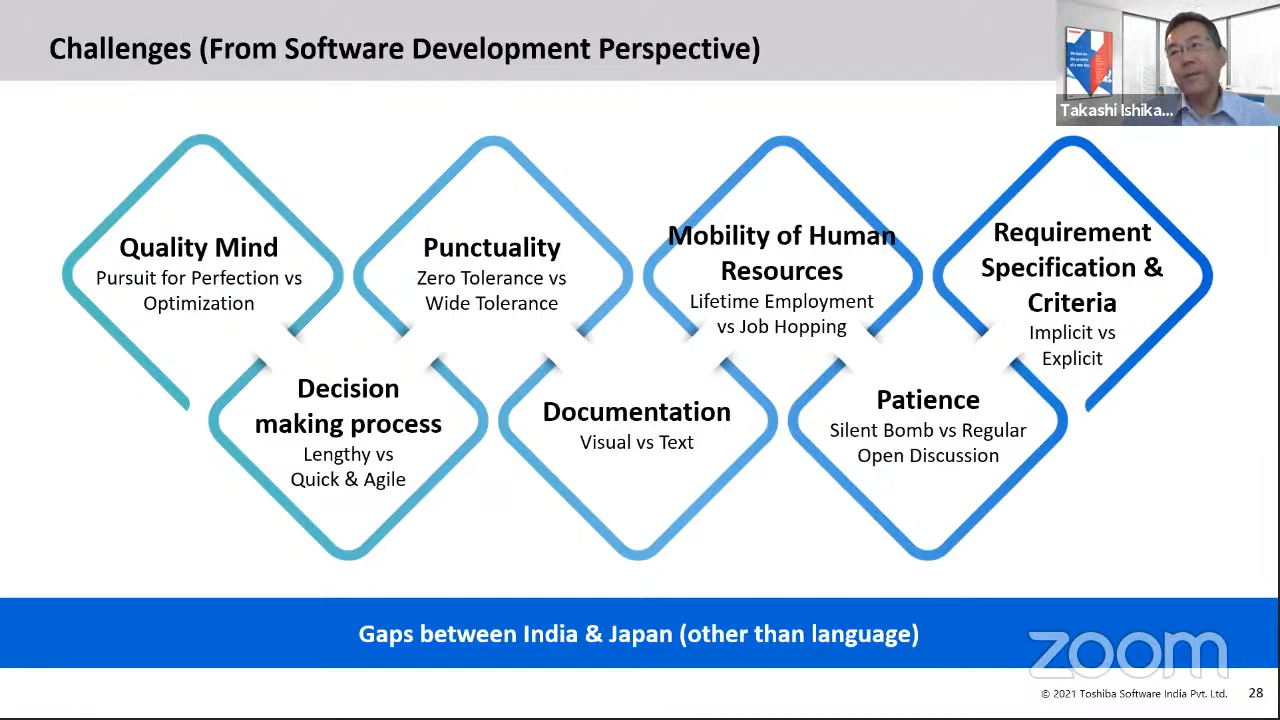 Challenges (From Software Development Perspective)
Takashi Ishika...
Quality Mind
Pursuit for Perfection vs
Optimization
Punctuality
Zero Tolerance vs
Wide Tolerance
Mobility of Human
Resources
Lifetime Employment
vs Job Hopping
Requirement
Specification &
Criteria
Implicit vs
Explicit
Decision
making process
Lengthy vs
Quick & Agile
Documentation
Visual vs Text
Patience
Silent Bomb vs Regular
Open Discussion
Gaps between India & Japan (other than language)
zoom
© 2021 Toshiba Software India Pvt. Ltd.
28